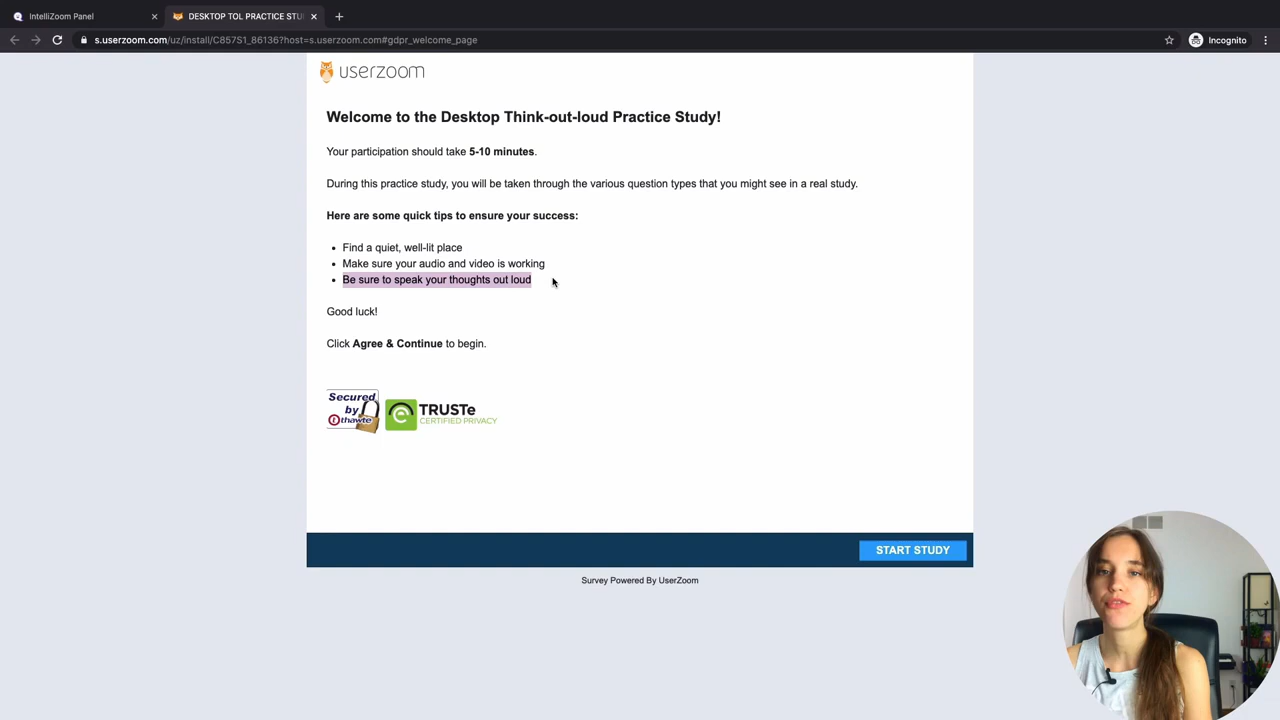 IntelliZoom Panel
DESKTOP TOL PRACTICE STU
s.userzoom.com/uz/install/C857S1_86136?host=s.userzoom.com#gdpr_welcome_page
Incognito
userzoom
Welcome to the Desktop Think-out-loud Practice Study!
Your participation should take 5-10 minutes.
During this practice study, you will be taken through the various question types that you might see in a real study.
Here are some quick tips to ensure your success:
Find a quiet, well-lit place
Make sure your audio and video is working
Be sure to speak your thoughts out loud
Good luck!
Click Agree & Continue to begin.
Secured
by
thawte
TRUSTe
CERTIFIED PRIVACY
START STUDY
Survey Powered By UserZoom